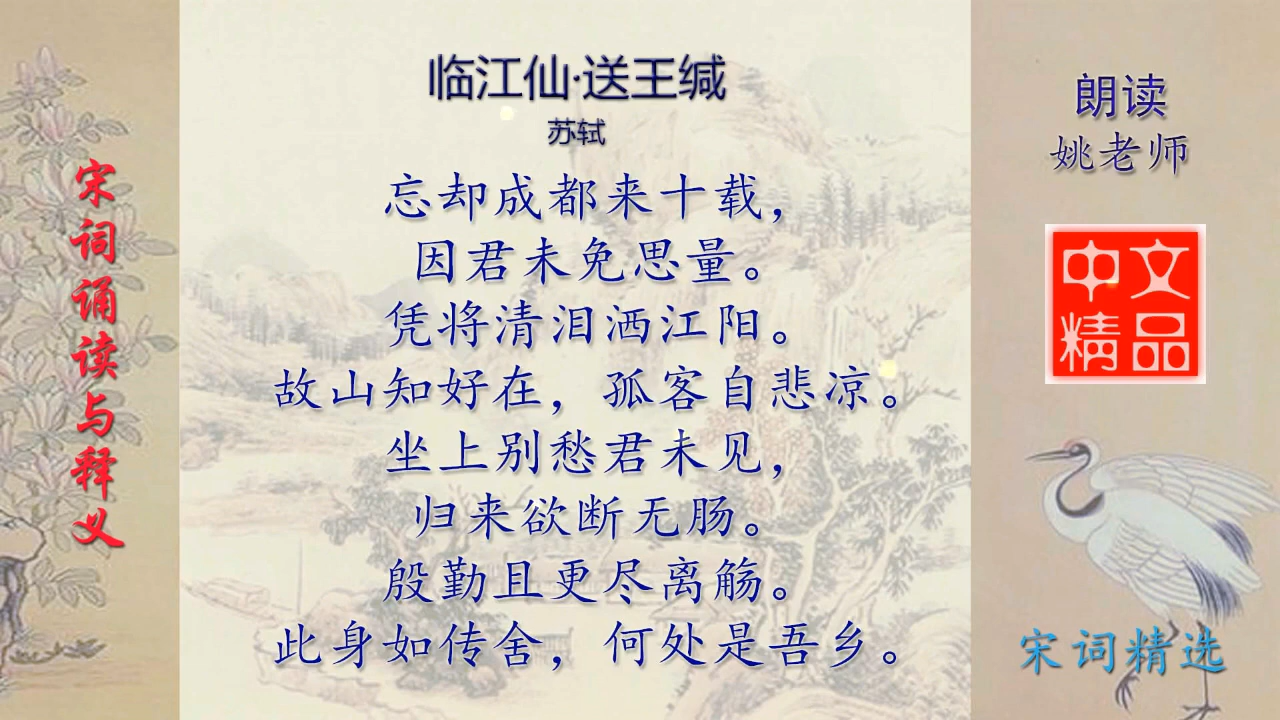 宋词诵读与释义
临江仙·送王缄
苏轼
忘却成都来十载，
因君未免思量。
凭将清泪洒江阳。
故山知好在，孤客自悲凉。
坐上别愁君未见，
归来欲断无肠。
殷勤且更尽离觞。
此身如传舍，何处是吾乡。
朗读
姚老师
中文
精品
宋词精选